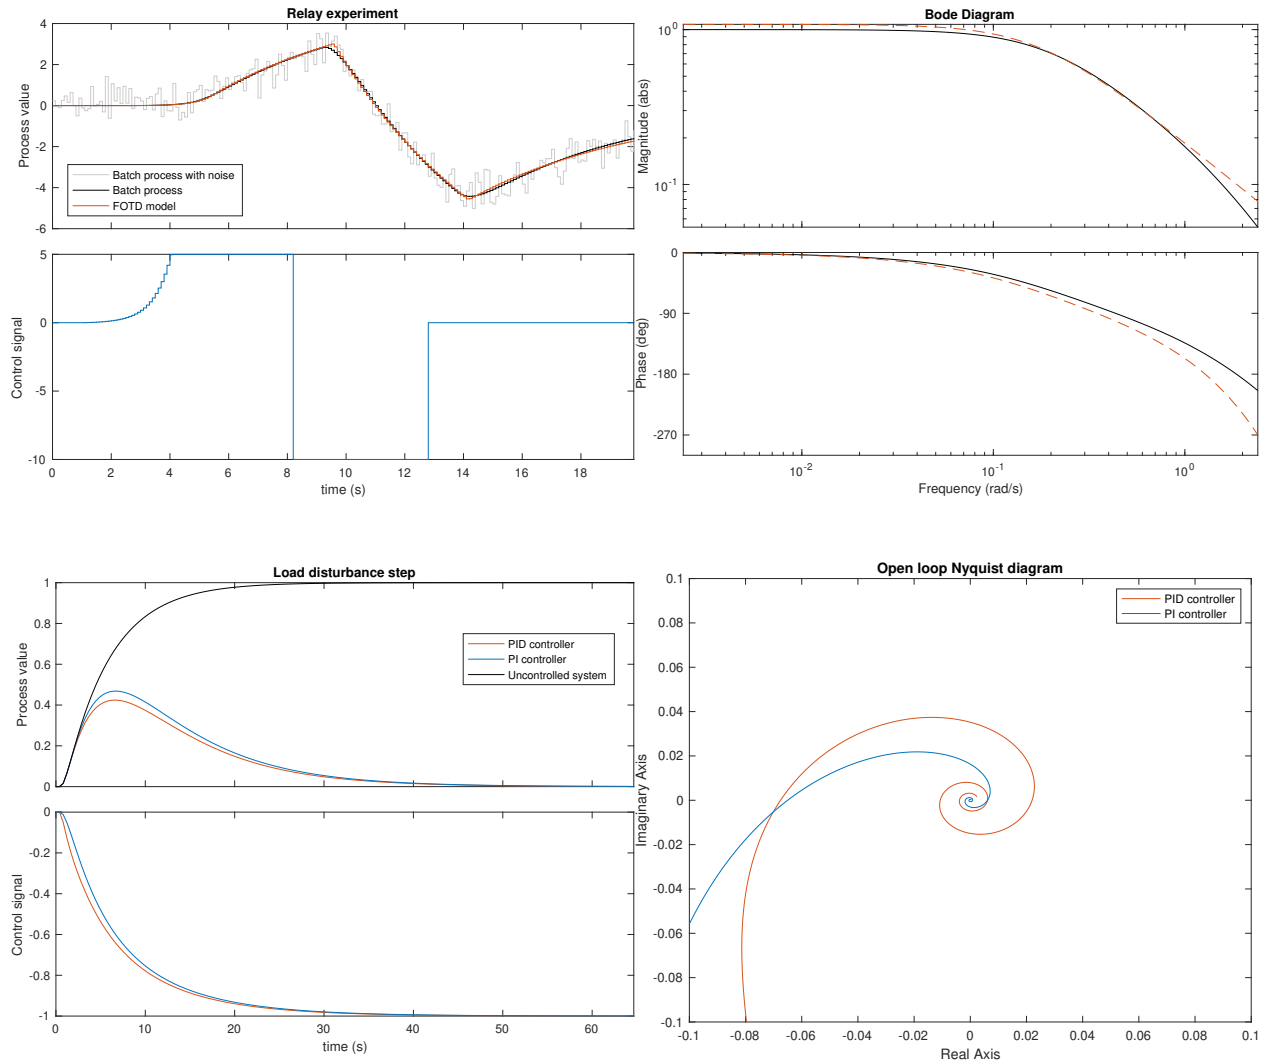 Relay experiment
Process value
4
2
0
-2
-4
-6
Batch process with noise
Batch process
FOTD model
Control signal
5
0
-5
-10
0 2 4 6 8 10 12 14 16 18
time (s)
Bode Diagram
Magnitude (abs)
10^0
10^-1
Phase (deg)
0
-90
-180
-270
10^-2 10^-1 10^0
Frequency (rad/s)
Load disturbance step
Process value
1
0.8
0.6
0.4
0.2
0
PID controller
PI controller
Uncontrolled system
Control signal
0
-0.2
-0.4
-0.6
-0.8
-1
0 10 20 30 40 50 60
time (s)
Open loop Nyquist diagram
Imaginary Axis
0.1
0.08
0.06
0.04
0.02
0
-0.02
-0.04
-0.06
-0.08
-0.1
PID controller
PI controller
-0.1 -0.08 -0.06 -0.04 -0.02 0 0.02 0.04 0.06 0.08 0.1
Real Axis